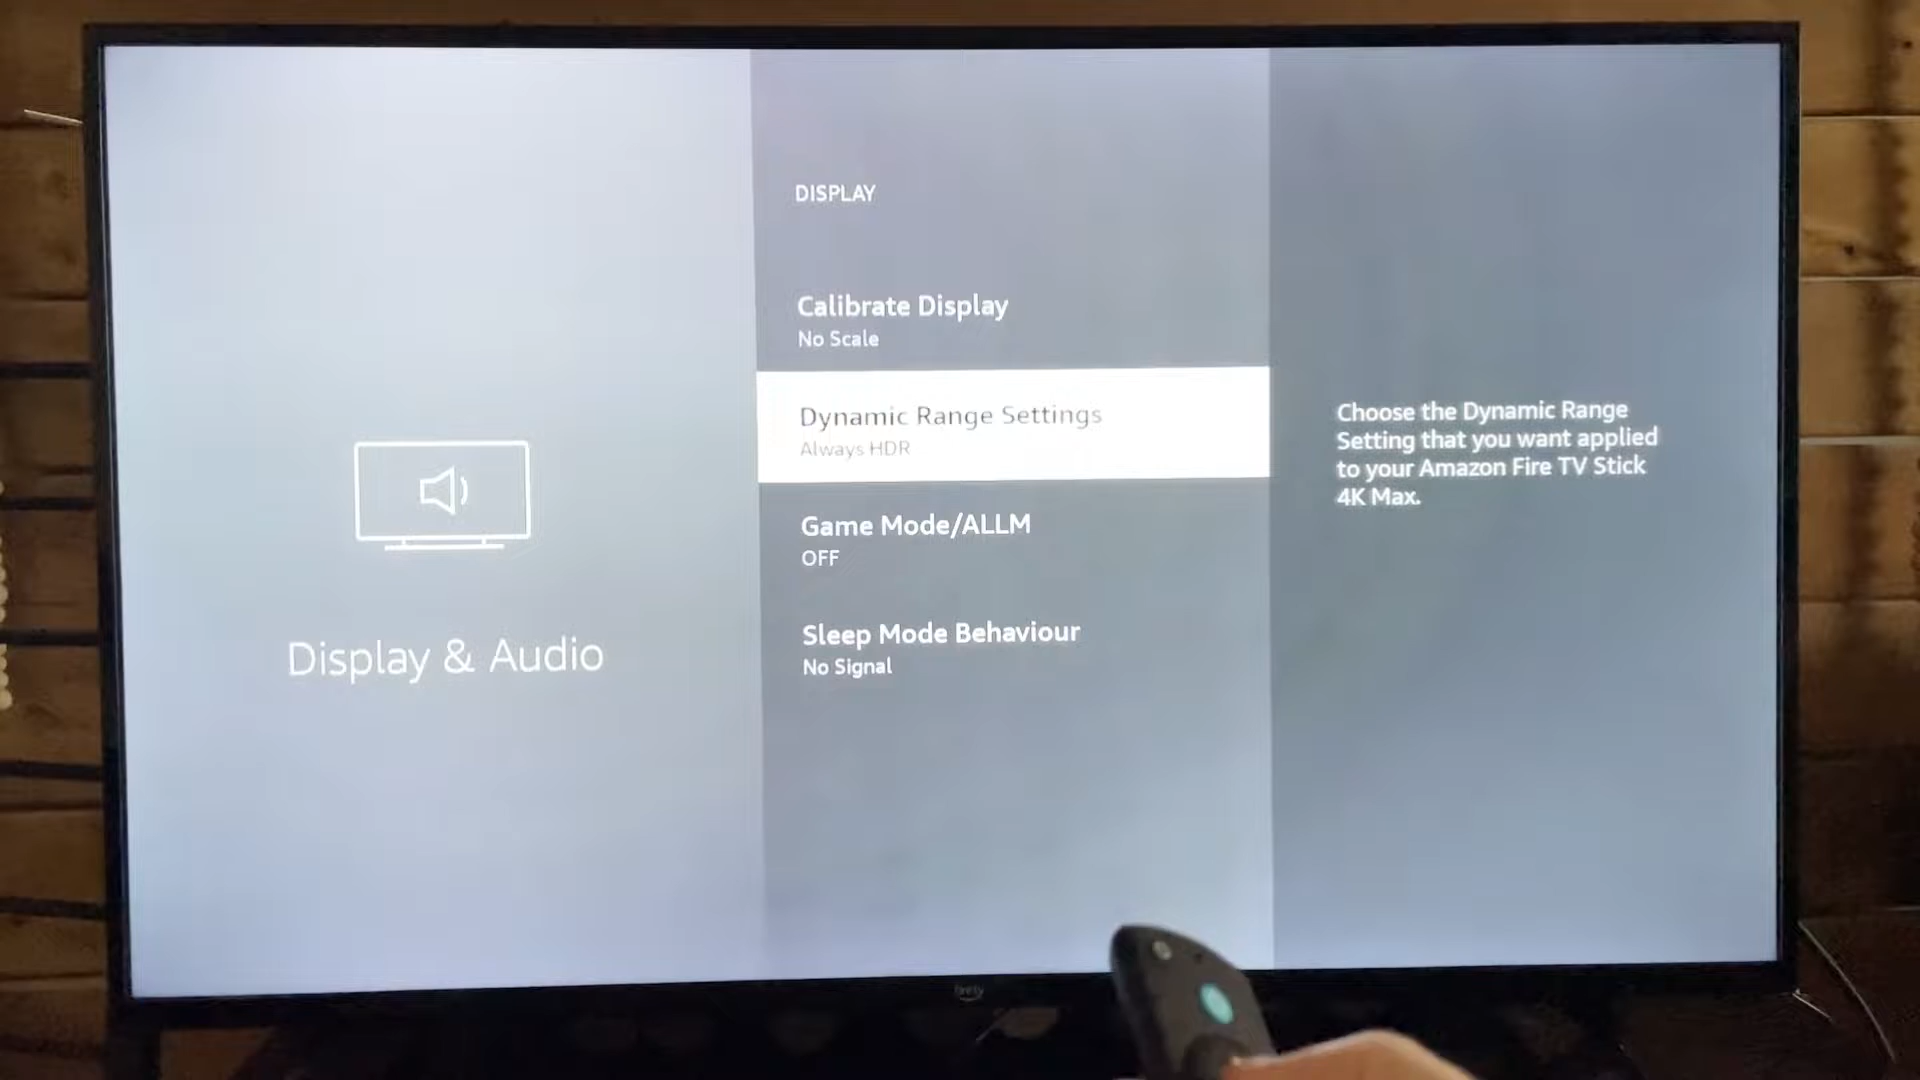 DISPLAY
Calibrate Display
No Scale
Dynamic Range Settings
Always HDR
Game Mode/ALLM
OFF
Sleep Mode Behaviour
No Signal
Display & Audio
Choose the Dynamic Range
Setting that you want applied
to your Amazon Fire TV Stick
4K Max.